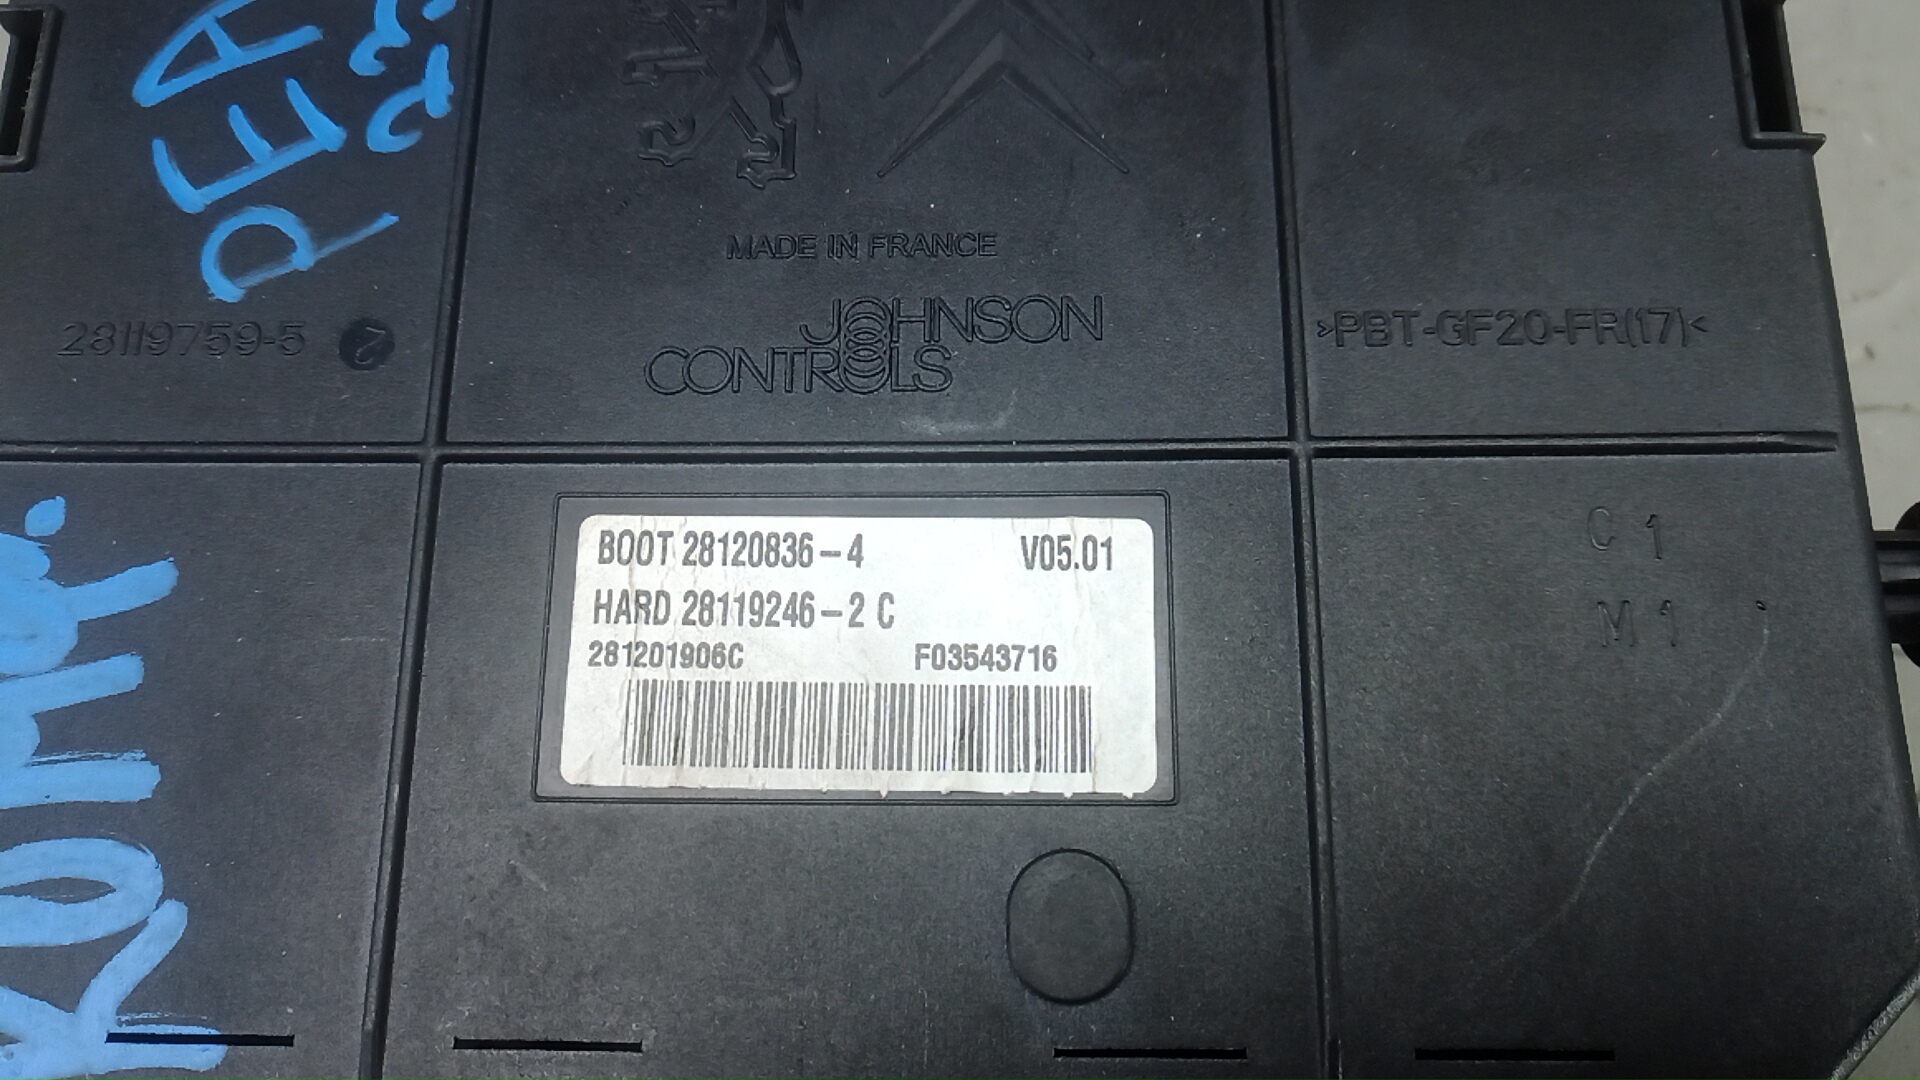 MADE IN FRANCE
JOHNSON
CONTROLS
28119759-5 2
>PBT-GF20-FR(17)<
BOOT 28120836-4 V05.01
HARD 28119246-2 C
281201906C F03543716
C 1
M 1